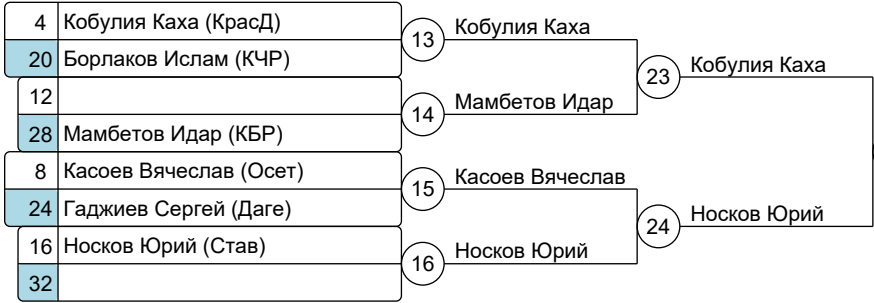 4 Кобулия Каха (КрасД)
20 Борлаков Ислам (КЧР)
12
28 Мамбетов Идар (КБР)
8 Касоев Вячеслав (Осет)
24 Гаджиев Сергей (Даге)
16 Носков Юрий (Став)
32
13 Кобулия Каха
14 Мамбетов Идар
15 Касоев Вячеслав
16 Носков Юрий
23 Кобулия Каха
24 Носков Юрий